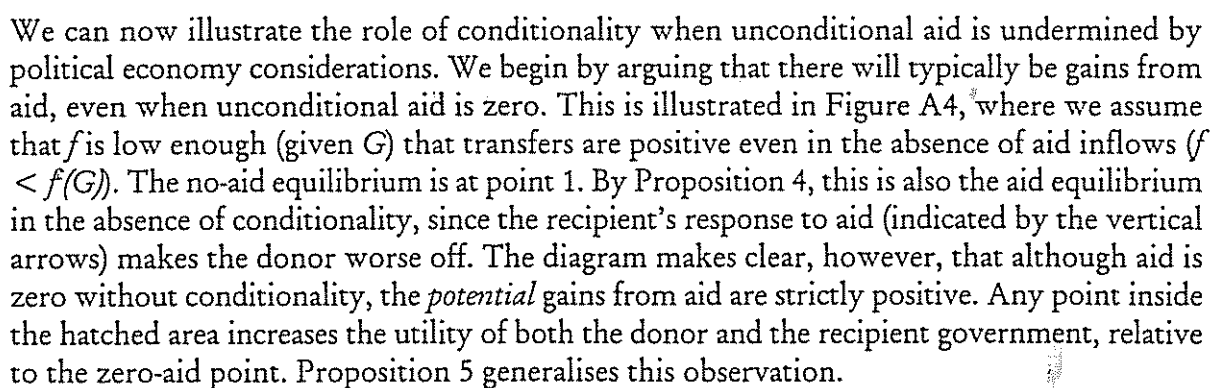 We can now illustrate the role of conditionality when unconditional aid is undermined by
political economy considerations. We begin by arguing that there will typically be gains from
aid, even when unconditional aid is zero. This is illustrated in Figure A4, where we assume
that f is low enough (given G) that transfers are positive even in the absence of aid inflows (f
< f(G)). The no-aid equilibrium is at point 1. By Proposition 4, this is also the aid equilibrium
in the absence of conditionality, since the recipient's response to aid (indicated by the vertical
arrows) makes the donor worse off. The diagram makes clear, however, that although aid is
zero without conditionality, the potential gains from aid are strictly positive. Any point inside
the hatched area increases the utility of both the donor and the recipient government, relative
to the zero-aid point. Proposition 5 generalises this observation.